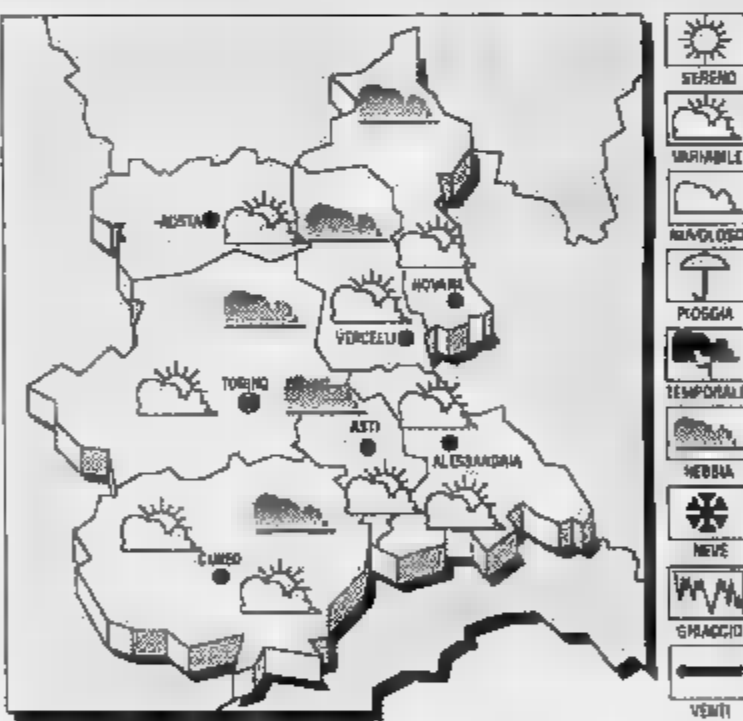 AOSTA
NOVARA
VERCELLI
TORINO
ASTI
ALESSANDRIA
CUNEO
SERENO
VARIABILE
NUVOLOSO
PIOGGIA
TEMPORALE
NEBBIA
NEVE
GHIACCIO
VENTI